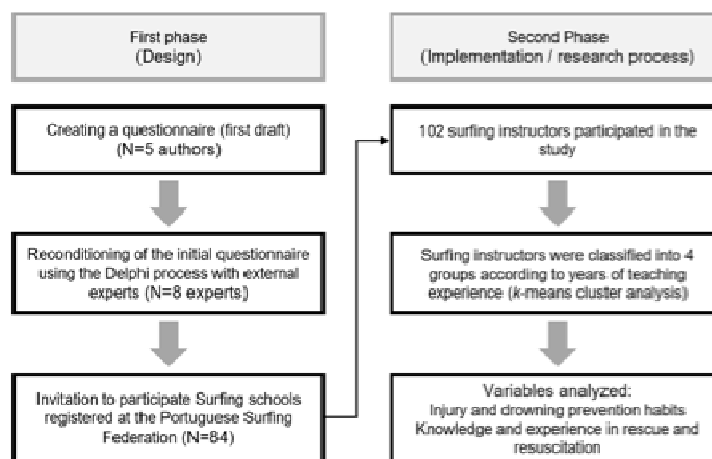 First phase
(Design)
Creating a questionnaire (first draft)
(N=5 authors)
Reconditioning of the initial questionnaire
using the Delphi process with external
experts (N=8 experts)
Invitation to participate Surfing schools
registered at the Portuguese Surfing
Federation (N=84)
Second Phase
(Implementation / research process)
102 surfing instructors participated in the
study
Surfing instructors were classified into 4
groups according to years of teaching
experience (k-means cluster analysis)
Variables analyzed:
Injury and drowning prevention habits
Knowledge and experience in rescue and
resuscitation